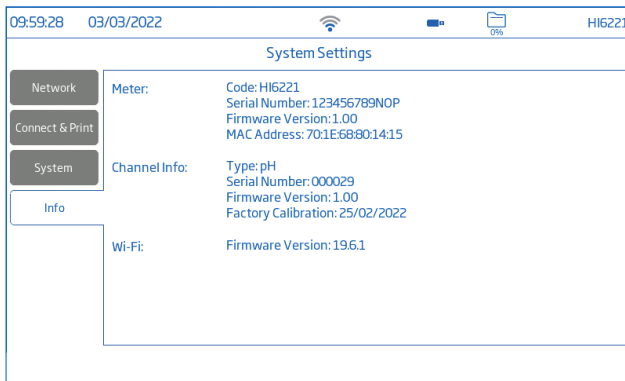 09:59:28 03/03/2022 0% HI6221
System Settings
Network
Connect & Print
System
Info
Meter: Code: HI6221
Serial Number: 123456789NOP
Firmware Version: 1.00
MAC Address: 70:1E:68:80:14:15
Channel Info: Type: pH
Serial Number: 000029
Firmware Version: 1.00
Factory Calibration: 25/02/2022
Wi-Fi: Firmware Version: 19.6.1